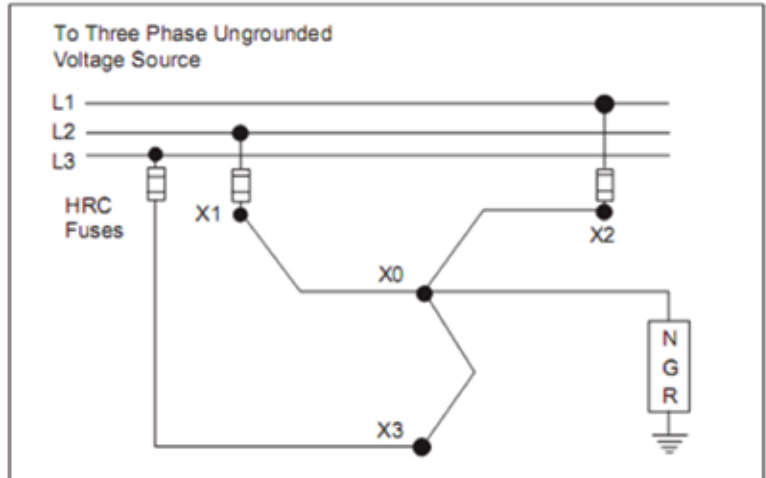 To Three Phase Ungrounded
Voltage Source
L1
L2
L3
HRC
Fuses
X1
X2
X0
N
G
R
X3